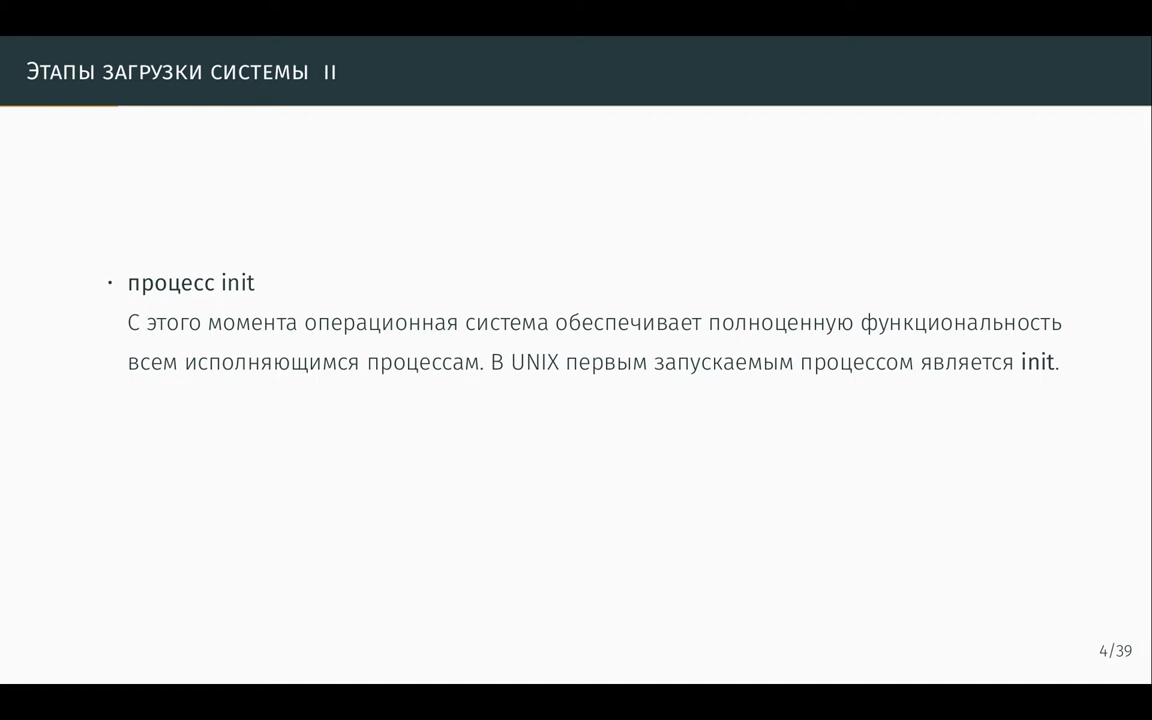 Этапы загрузки системы II
· процесс init
С этого момента операционная система обеспечивает полноценную функциональность
всем исполняющимся процессам. В UNIX первым запускаемым процессом является init.
4/39